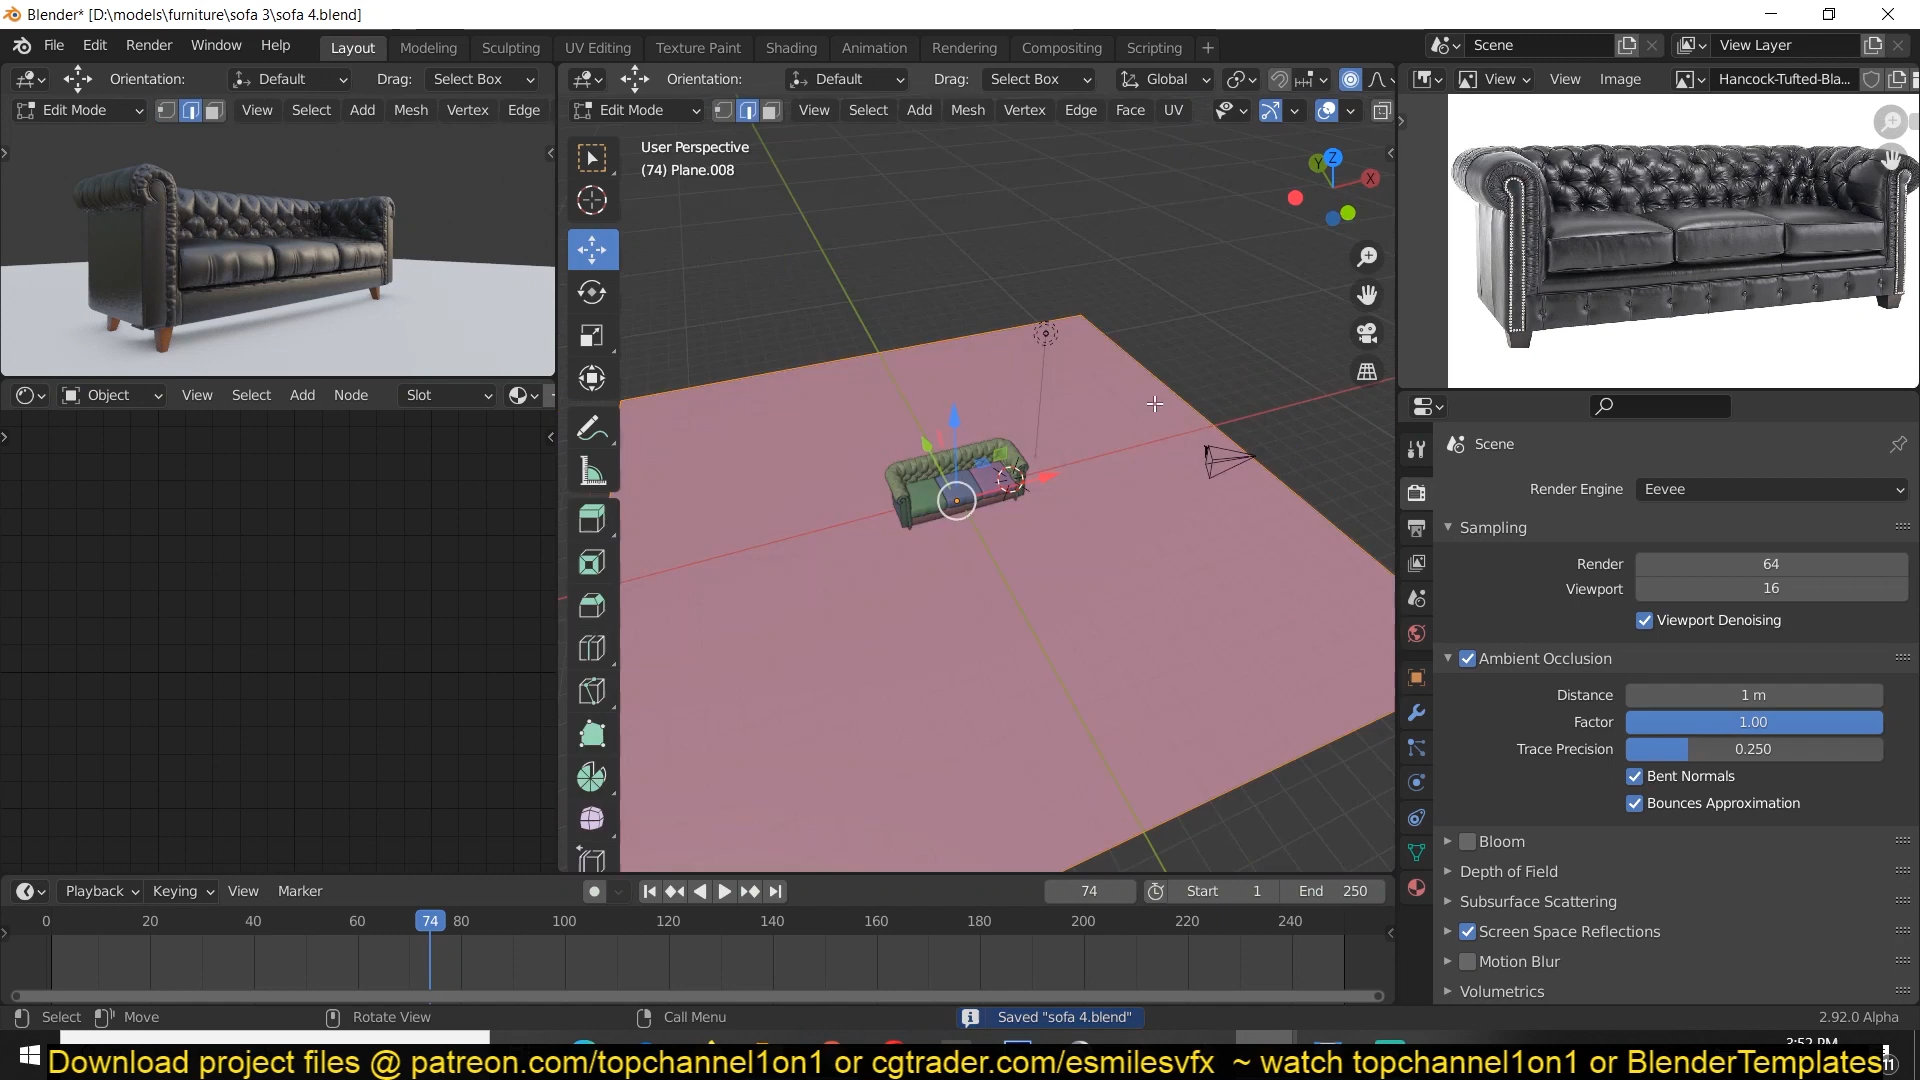 Blender* [D:\models\furniture\sofa 3\sofa 4.blend]
File Edit Render Window Help Layout Modeling Sculpting UV Editing Texture Paint Shading Animation Rendering Compositing Scripting + Scene View Layer
Orientation: Default Drag: Select Box Orientation: Default Drag: Select Box Global View View Image Hancock-Tufted-Bla...
Edit Mode View Select Add Mesh Vertex Edge Edit Mode View Select Add Mesh Vertex Edge Face UV
User Perspective
(74) Plane.008
Z
Y
X
Object View Select Add Node Slot
Scene
Render Engine Eevee
Sampling
Render 64
Viewport 16
Viewport Denoising
Ambient Occlusion
Distance 1 m
Factor 1.00
Trace Precision 0.250
Bent Normals
Bounces Approximation
Bloom
Depth of Field
Subsurface Scattering
Screen Space Reflections
Motion Blur
Volumetrics
Playback Keying View Marker 74 Start 1 End 250
0 20 40 60 74 80 100 120 140 160 180 200 220 240
Select Move Rotate View Call Menu Saved "sofa 4.blend" 2.92.0 Alpha
3:52 PM
Download project files @ patreon.com/topchannel1on1 or cgtrader.com/esmilesvfx ~ watch topchannel1on1 or BlenderTemplates